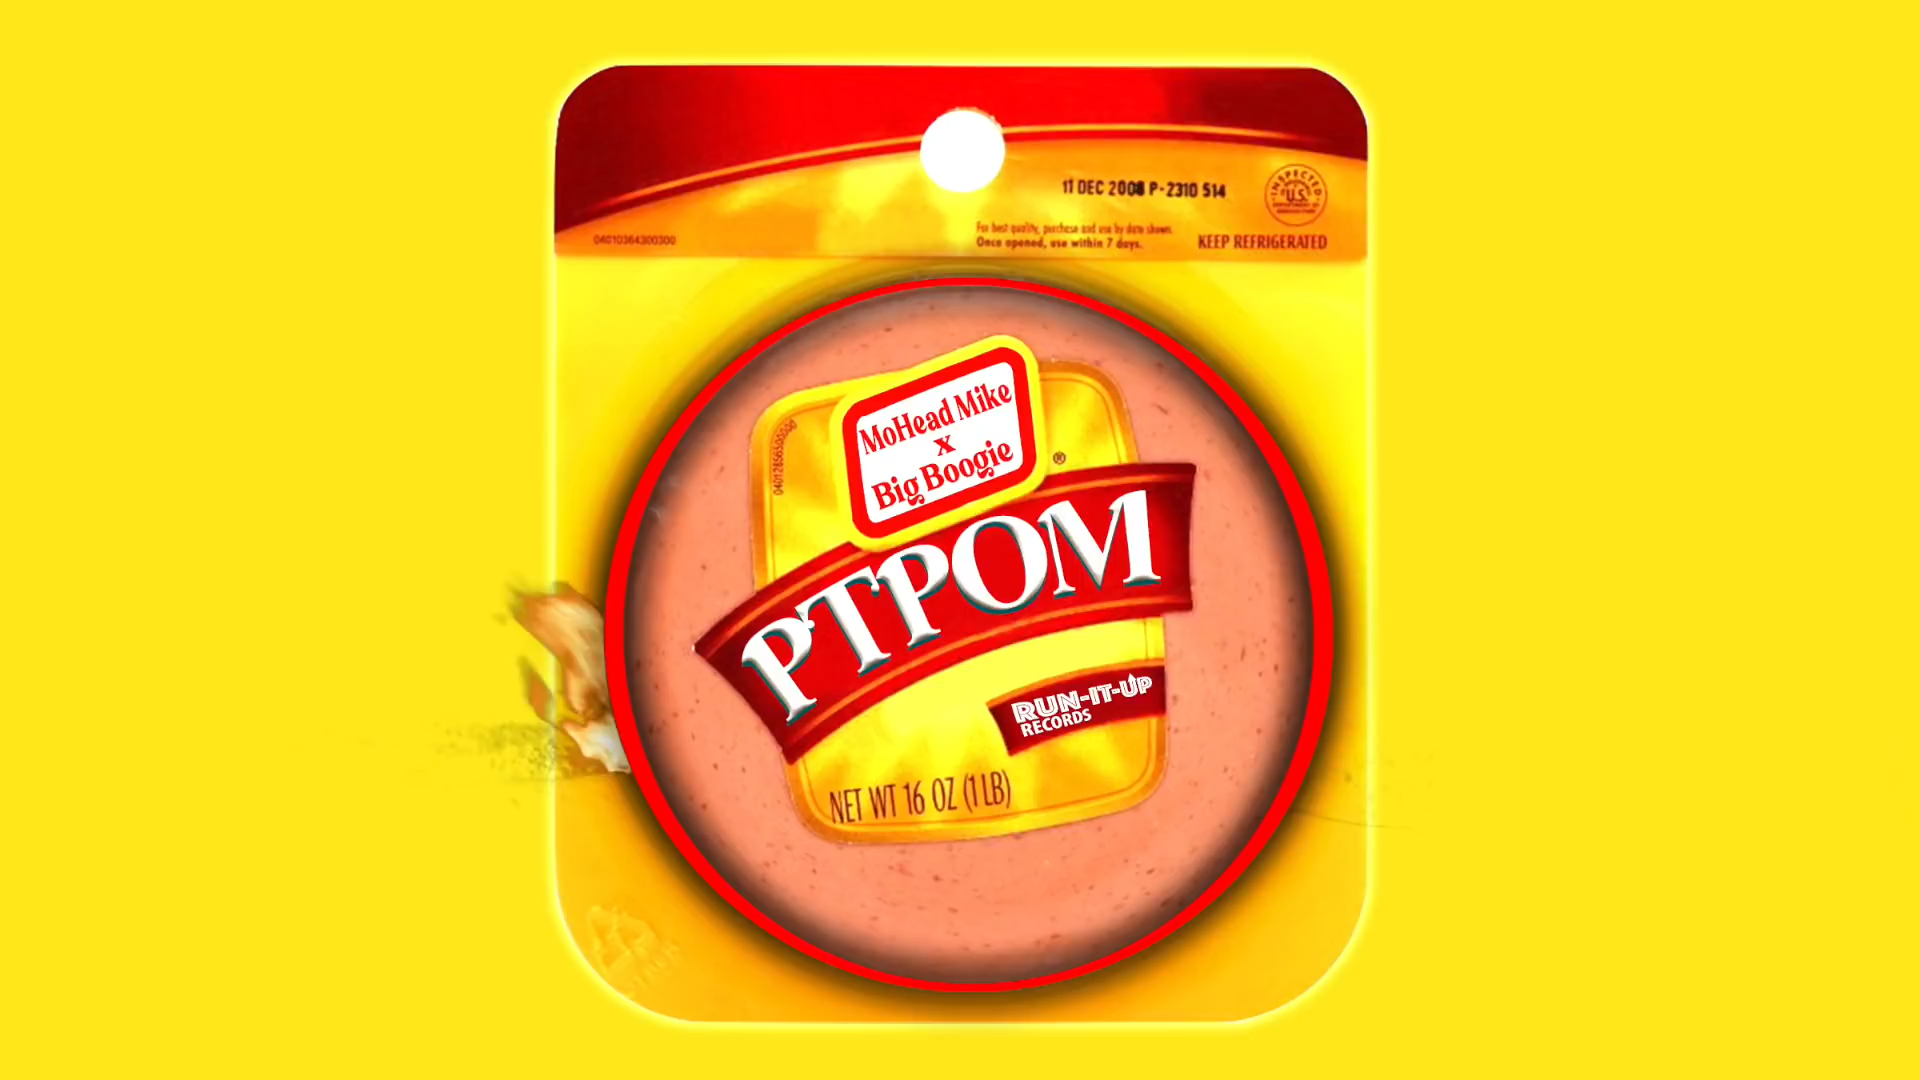 11 DEC 2008 P-2310 514
INSPECTED
U.S.
For best quality, purchase and use by date shown.
Once opened, use within 7 days.
KEEP REFRIGERATED
04010364300300
MoHead Mike
x
Big Boogie
®
PTPOM
RUN-IT-UP
RECORDS
NET WT 16 OZ (1 LB)